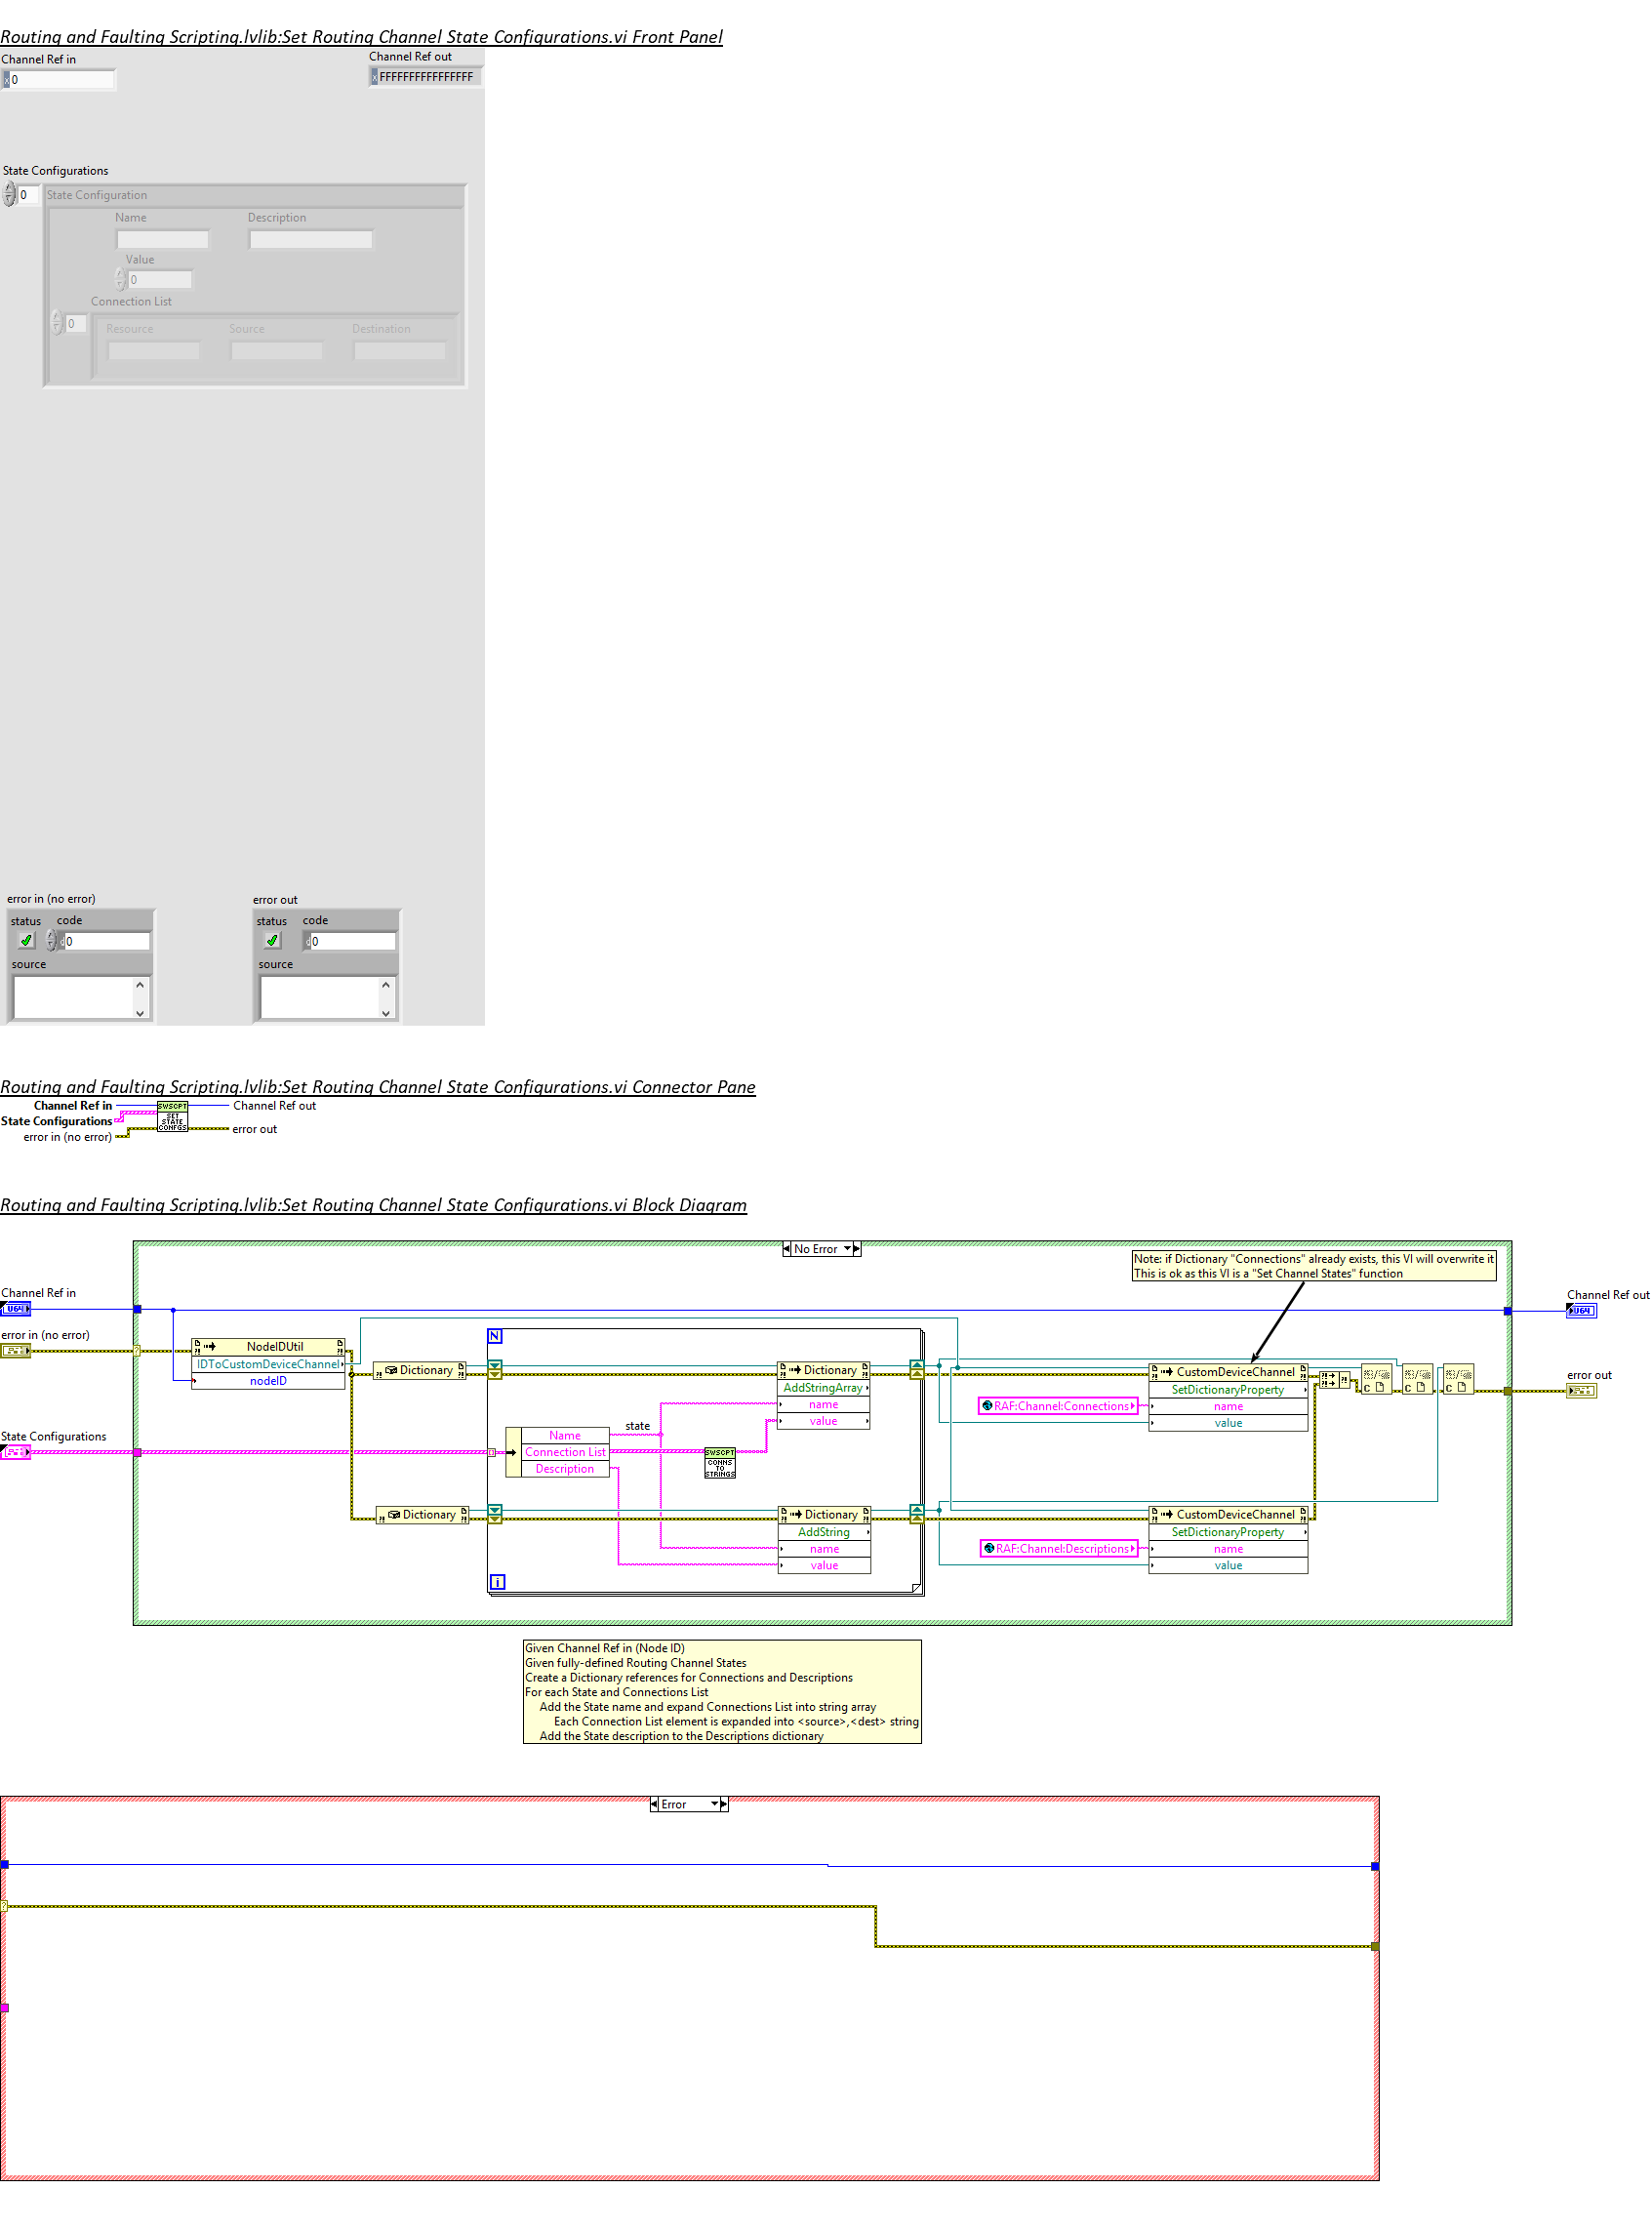 Routing and Faulting Scripting.lvlib:Set Routing Channel State Configurations.vi Front Panel
Channel Ref in
Channel Ref out
x 0
x FFFFFFFFFFFFFFFF
State Configurations
0
State Configuration
Name
Description
Value
0
Connection List
0
Resource
Source
Destination
error in (no error)
error out
status
code
status
code
d 0
d 0
source
source
Routing and Faulting Scripting.lvlib:Set Routing Channel State Configurations.vi Connector Pane
Channel Ref in
SWSCPT
Channel Ref out
State Configurations
SET
STATE
CONFGS
error out
error in (no error)
Routing and Faulting Scripting.lvlib:Set Routing Channel State Configurations.vi Block Diagram
No Error
Note: if Dictionary "Connections" already exists, this VI will overwrite it
This is ok as this VI is a "Set Channel States" function
Channel Ref in
U64
Channel Ref out
U64
error in (no error)
N
NodeIDUtil
IDToCustomDeviceChannel
nodeID
Dictionary
Dictionary
AddStringArray
name
value
CustomDeviceChannel
SetDictionaryProperty
name
value
RAF:Channel:Connections
error out
State Configurations
state
Name
Connection List
Description
SWSCPT
CONNS
TO
STRINGS
Dictionary
Dictionary
AddString
name
value
CustomDeviceChannel
SetDictionaryProperty
name
value
RAF:Channel:Descriptions
i
Given Channel Ref in (Node ID)
Given fully-defined Routing Channel States
Create a Dictionary references for Connections and Descriptions
For each State and Connections List
Add the State name and expand Connections List into string array
Each Connection List element is expanded into <source>,<dest> string
Add the State description to the Descriptions dictionary
Error